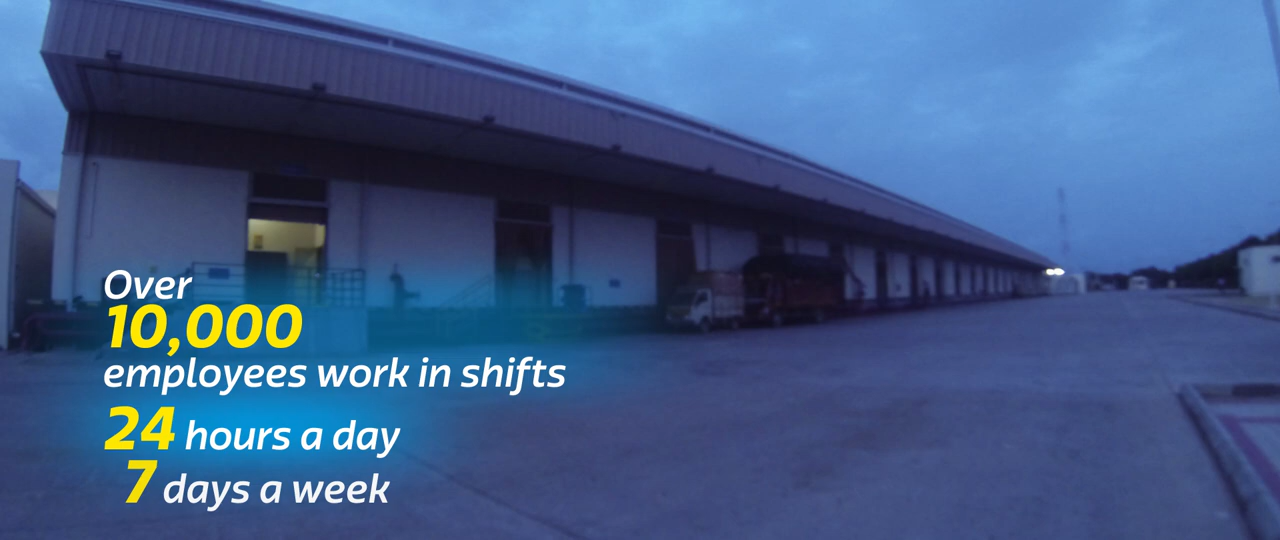 Over
10,000
employees work in shifts
24 hours a day
7 days a week